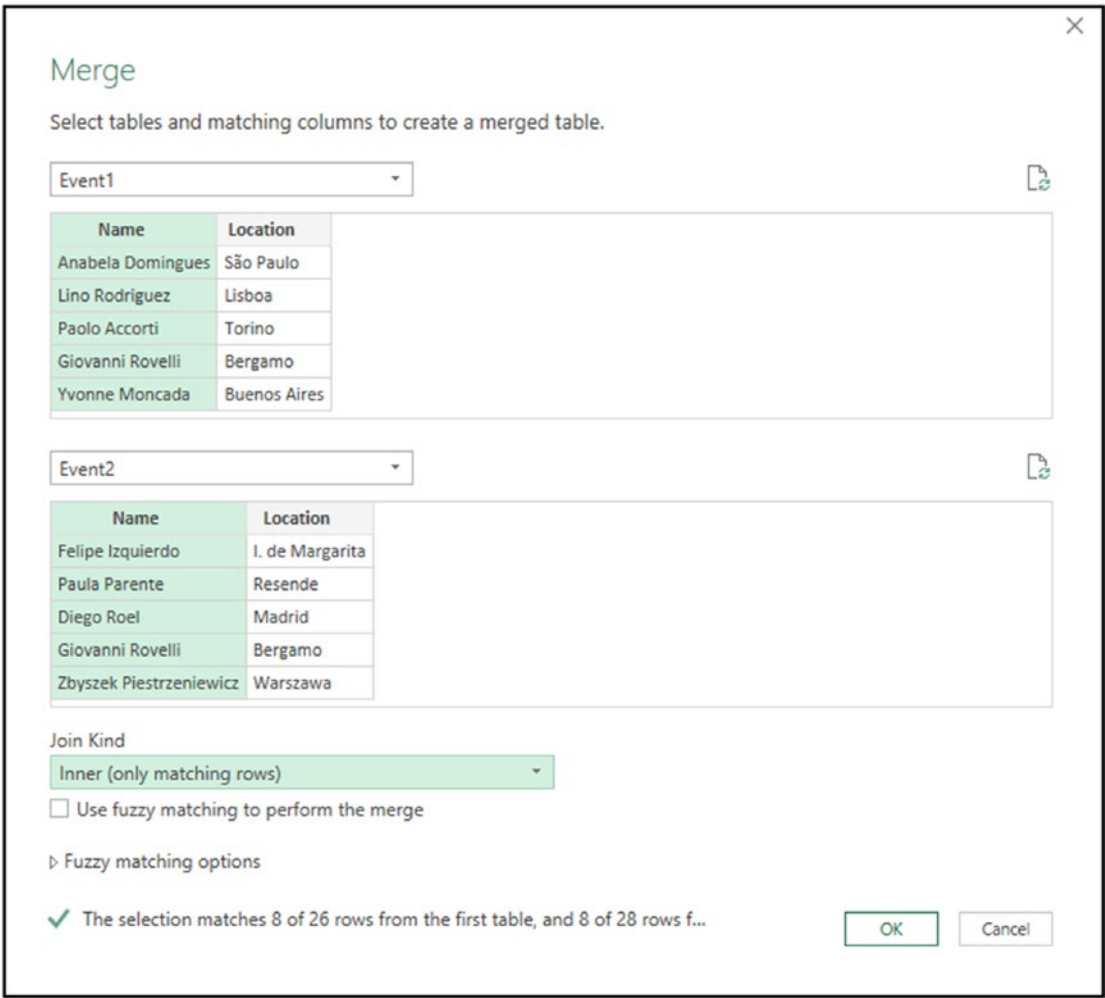 Merge
Select tables and matching columns to create a merged table.
Event1
Name Location
Anabela Domingues São Paulo
Lino Rodriguez Lisboa
Paolo Accorti Torino
Giovanni Rovelli Bergamo
Yvonne Moncada Buenos Aires
Event2
Name Location
Felipe Izquierdo I. de Margarita
Paula Parente Resende
Diego Roel Madrid
Giovanni Rovelli Bergamo
Zbyszek Piestrzeniewicz Warszawa
Join Kind
Inner (only matching rows)
Use fuzzy matching to perform the merge
Fuzzy matching options
The selection matches 8 of 26 rows from the first table, and 8 of 28 rows f...
OK Cancel